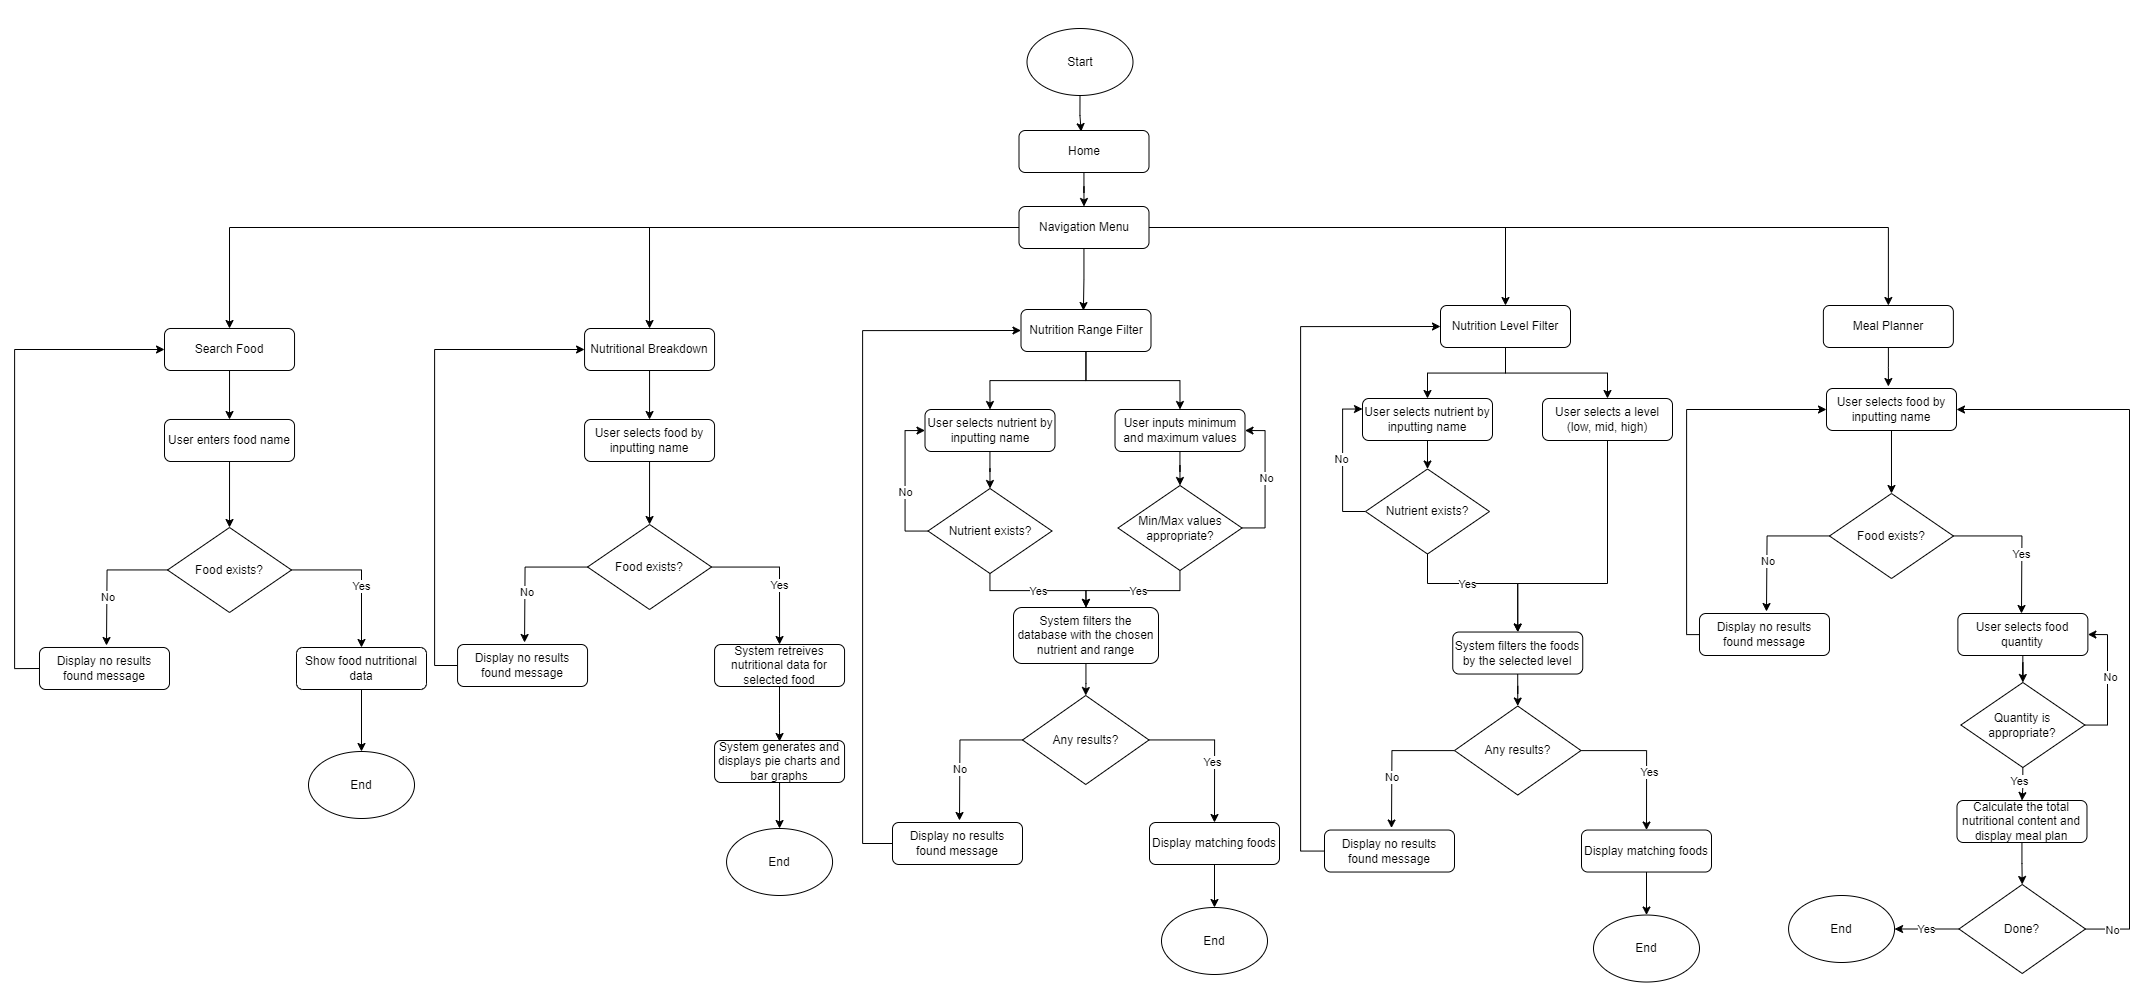 Start
Home
Navigation Menu
Search Food
User enters food name
Food exists?
No
Yes
Display no results
found message
Show food nutritional
data
End
Nutritional Breakdown
User selects food by
inputting name
Food exists?
No
Yes
Display no results
found message
System retreives
nutritional data for
selected food
System generates and
displays pie charts and
bar graphs
End
Nutrition Range Filter
User selects nutrient by
inputting name
User inputs minimum
and maximum values
No
No
Nutrient exists?
Min/Max values
appropriate?
Yes
Yes
System filters the
database with the chosen
nutrient and range
Any results?
No
Yes
Display no results
found message
Display matching foods
End
Nutrition Level Filter
User selects nutrient by
inputting name
User selects a level
(low, mid, high)
No
Nutrient exists?
Yes
System filters the foods
by the selected level
Any results?
No
Yes
Display no results
found message
Display matching foods
End
Meal Planner
User selects food by
inputting name
Food exists?
No
Yes
Display no results
found message
User selects food
quantity
No
Quantity is
appropriate?
Yes
Calculate the total
nutritional content and
display meal plan
Done?
Yes
No
End